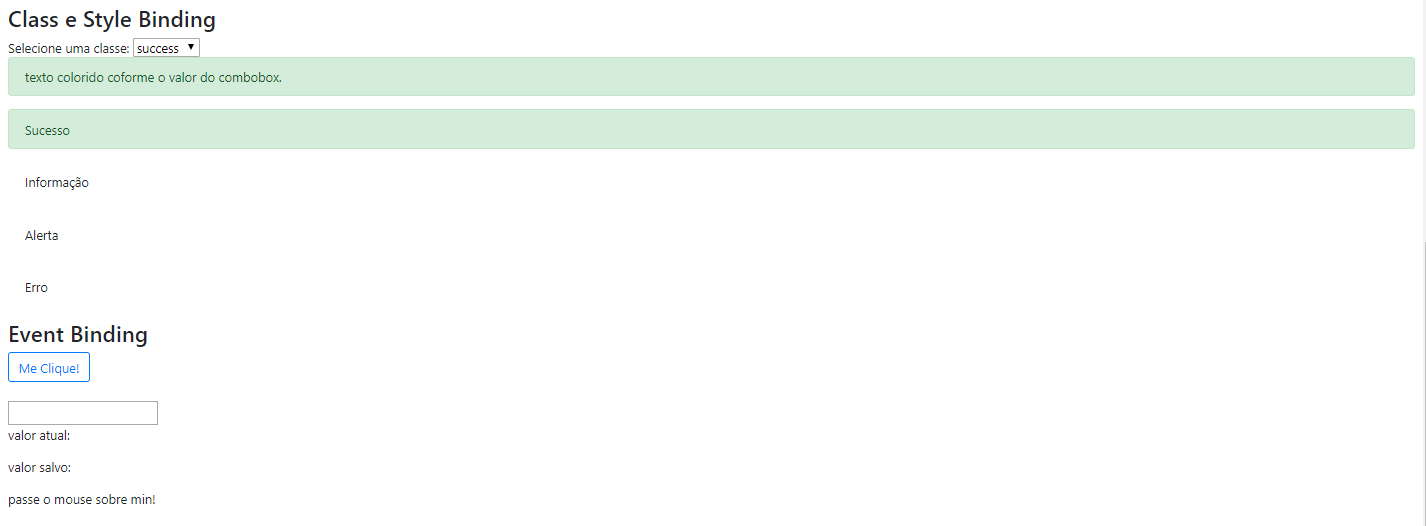 Class e Style Binding
Selecione uma classe: success
texto colorido coforme o valor do combobox.
Sucesso
Informação
Alerta
Erro
Event Binding
Me Clique!
valor atual:
valor salvo:
passe o mouse sobre min!